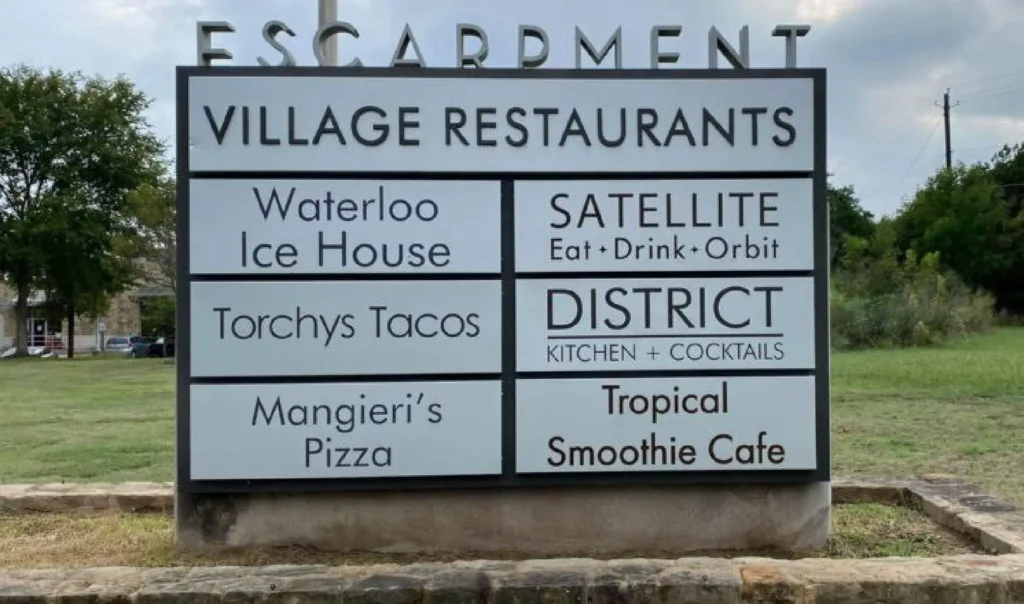 ESCARPMENT
VILLAGE RESTAURANTS
Waterloo
Ice House
SATELLITE
Eat • Drink • Orbit
Torchys Tacos
DISTRICT
KITCHEN + COCKTAILS
Mangieri's
Pizza
Tropical
Smoothie Cafe